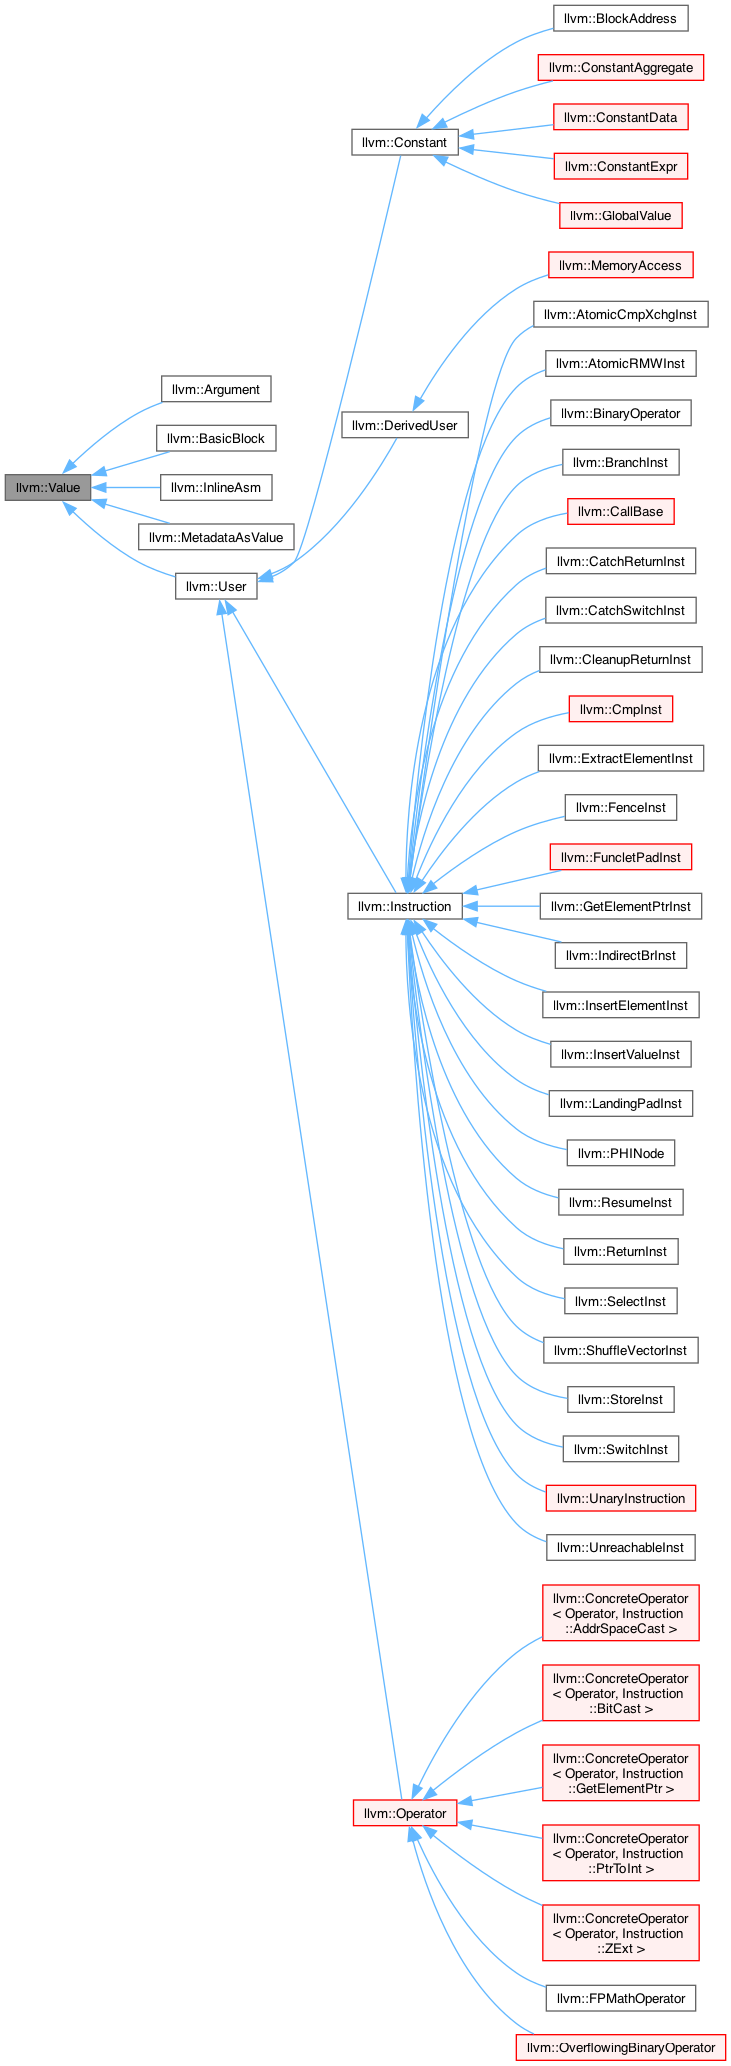 llvm::Value
llvm::Argument
llvm::BasicBlock
llvm::InlineAsm
llvm::MetadataAsValue
llvm::User
llvm::Constant
llvm::BlockAddress
llvm::ConstantAggregate
llvm::ConstantData
llvm::ConstantExpr
llvm::GlobalValue
llvm::DerivedUser
llvm::MemoryAccess
llvm::Instruction
llvm::AtomicCmpXchgInst
llvm::AtomicRMWInst
llvm::BinaryOperator
llvm::BranchInst
llvm::CallBase
llvm::CatchReturnInst
llvm::CatchSwitchInst
llvm::CleanupReturnInst
llvm::CmpInst
llvm::ExtractElementInst
llvm::FenceInst
llvm::FuncletPadInst
llvm::GetElementPtrInst
llvm::IndirectBrInst
llvm::InsertElementInst
llvm::InsertValueInst
llvm::LandingPadInst
llvm::PHINode
llvm::ResumeInst
llvm::ReturnInst
llvm::SelectInst
llvm::ShuffleVectorInst
llvm::StoreInst
llvm::SwitchInst
llvm::UnaryInstruction
llvm::UnreachableInst
llvm::Operator
llvm::ConcreteOperator
< Operator, Instruction
::AddrSpaceCast >
llvm::ConcreteOperator
< Operator, Instruction
::BitCast >
llvm::ConcreteOperator
< Operator, Instruction
::GetElementPtr >
llvm::ConcreteOperator
< Operator, Instruction
::PtrToInt >
llvm::ConcreteOperator
< Operator, Instruction
::ZExt >
llvm::FPMathOperator
llvm::OverflowingBinaryOperator